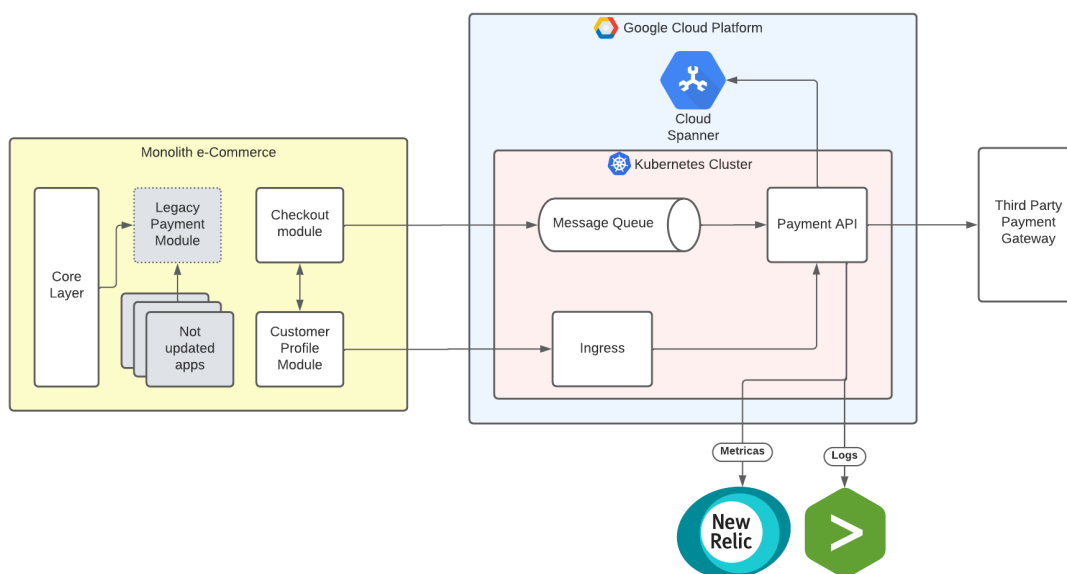 Google Cloud Platform
Cloud
Spanner
Monolith e-Commerce
Kubernetes Cluster
Core
Layer
Legacy
Payment
Module
Checkout
module
Message Queue
Payment API
Third Party
Payment
Gateway
Not
updated
apps
Customer
Profile
Module
Ingress
Metricas
Logs
New
Relic
>